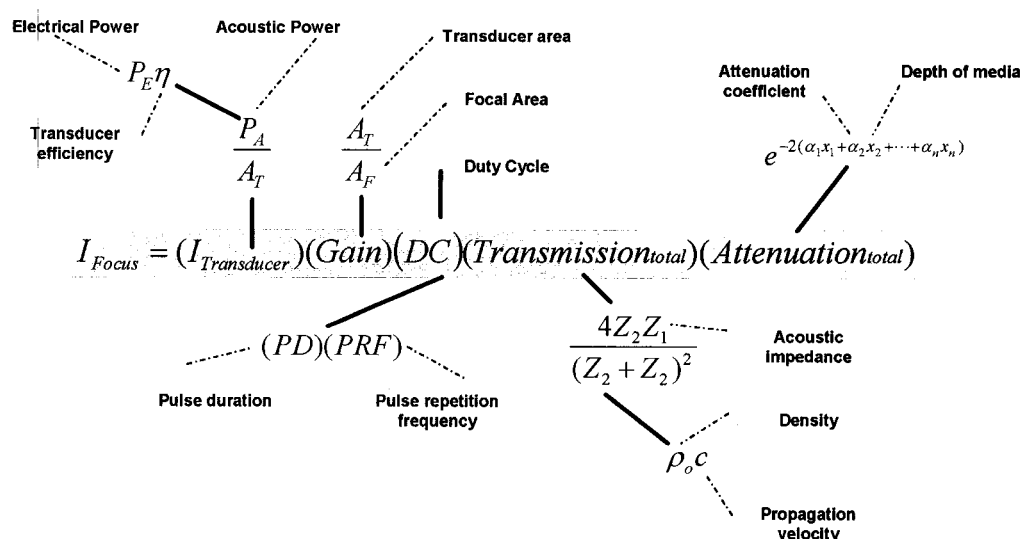 Electrical Power
Acoustic Power
Transducer area
P_E η
Attenuation
coefficient
Depth of media
Focal Area
Transducer
efficiency
P_A
A_T
A_T
A_F
Duty Cycle
e^{-2(α_1x_1+α_2x_2+⋯+α_nx_n)}
I_Focus = (I_Transducer)(Gain)(DC)(Transmission_total)(Attenuation_total)
(PD)(PRF)
4Z_2Z_1
(Z_2 + Z_2)^2
Acoustic
impedance
Pulse duration
Pulse repetition
frequency
Density
ρ_o c
Propagation
velocity